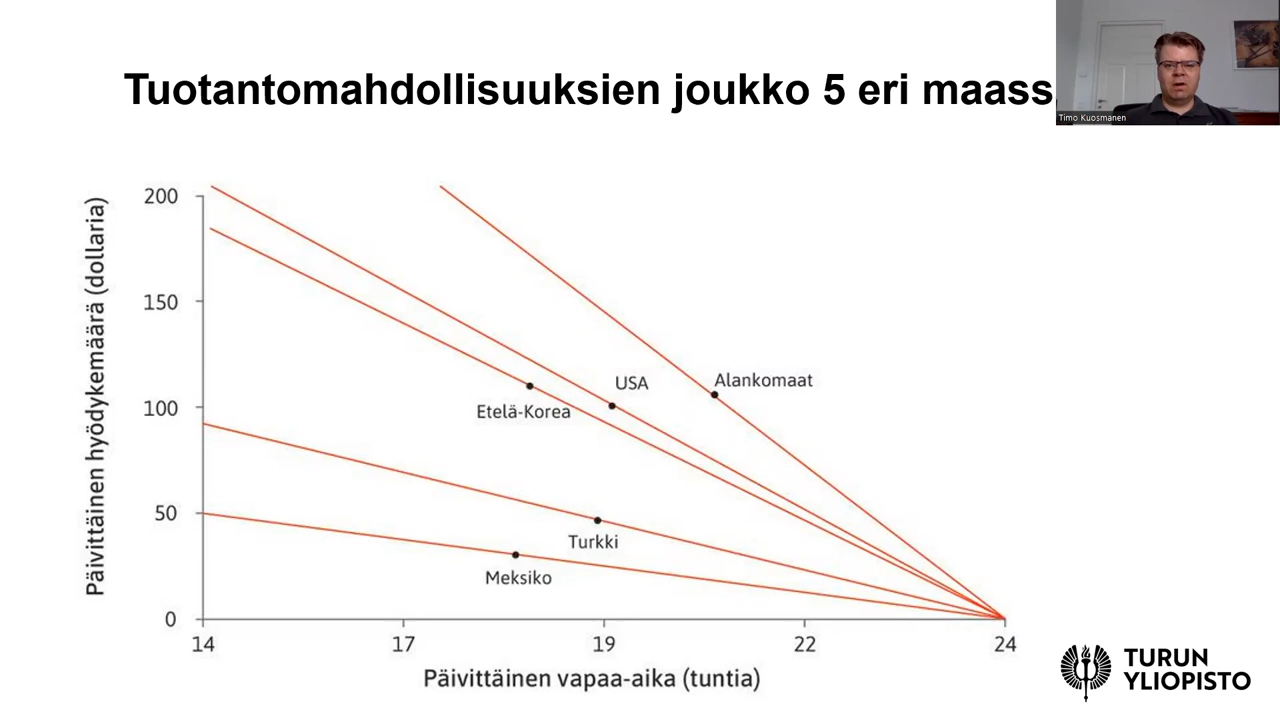 Tuotantomahdollisuuksien joukko 5 eri maass
Timo Kuosmanen
Päivittäinen hyödykemäärä (dollaria)
200
150
100
50
0
USA
Alankomaat
Etelä-Korea
Turkki
Meksiko
14
17
19
22
24
Päivittäinen vapaa-aika (tuntia)
TURUN
YLIOPISTO